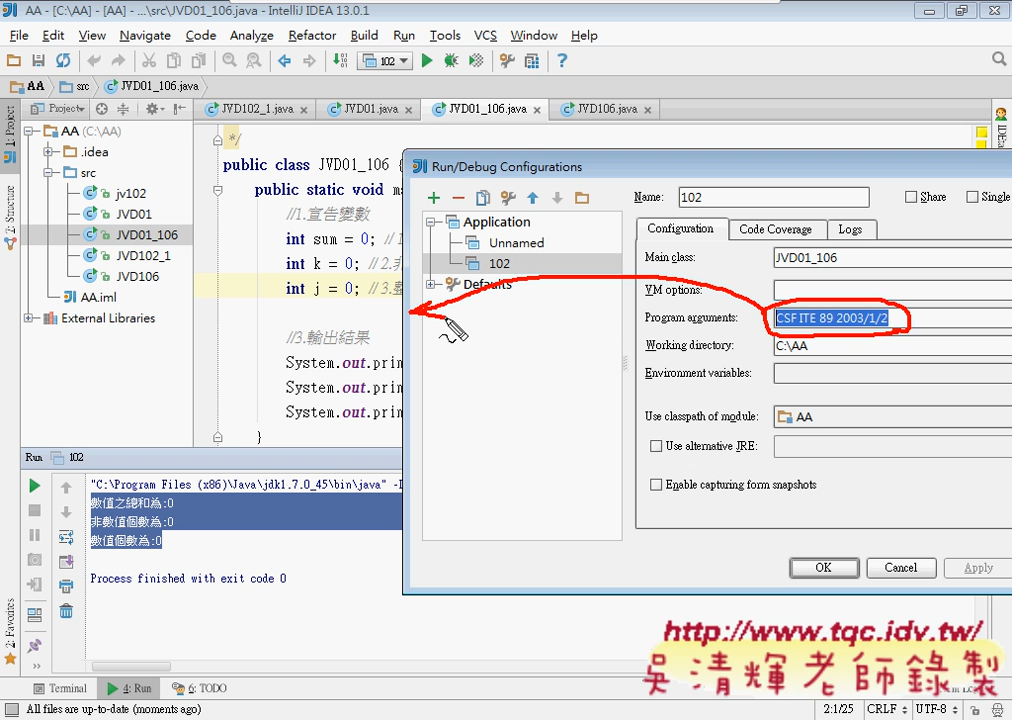 AA - [C:\AA] - [AA] - ...\src\JVD01_106.java - IntelliJ IDEA 13.0.1
File Edit View Navigate Code Analyze Refactor Build Run Tools VCS Window Help
102
AA src JVD01_106.java
1: Project
Project
JVD102_1.java JVD01.java JVD01_106.java JVD106.java
AA (C:\AA)
.idea
src
jv102
JVD01
JVD01_106
JVD102_1
JVD106
AA.iml
External Libraries
2: Structure
2: Favorites
*/
public class JVD01_106 {
public static void
//1.宣告變數
int sum = 0; //
int k = 0; //2.非
int j = 0; //3.整
//3.輸出結果
System.out.prin
System.out.prin
System.out.prin
}
Run/Debug Configurations
Application
Unnamed
102
Defaults
Name: 102 Share Single
Configuration Code Coverage Logs
Main class: JVD01_106
VM options:
Program arguments: CSF ITE 89 2003/1/2
Working directory: C:\AA
Environment variables:
Use classpath of module: AA
Use alternative JRE:
Enable capturing form snapshots
OK Cancel Apply
Run 102
"C:\Program Files (x86)\Java\jdk1.7.0_45\bin\java" -
數值之總和為:0
非數值個數為:0
數值個數為:0
Process finished with exit code 0
http://www.tqc.idv.tw/
吳清輝老師錄製
Terminal 4: Run 6: TODO
All files are up-to-date (moments ago) 2:1/25 CRLF UTF-8